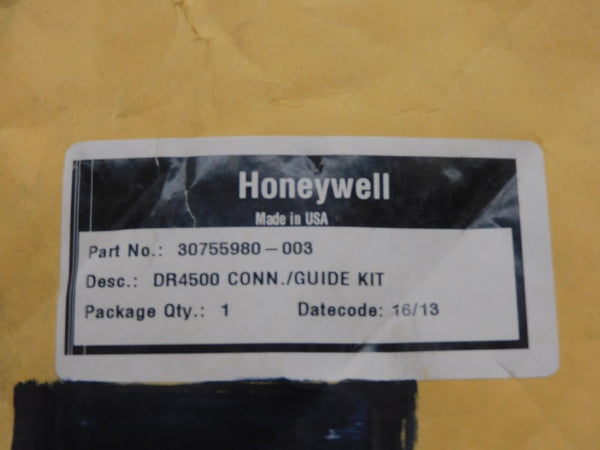 Honeywell
Made in USA
Part No.: 30755980-003
Desc.: DR4500 CONN./GUIDE KIT
Package Qty.: 1 Datecode: 16/13